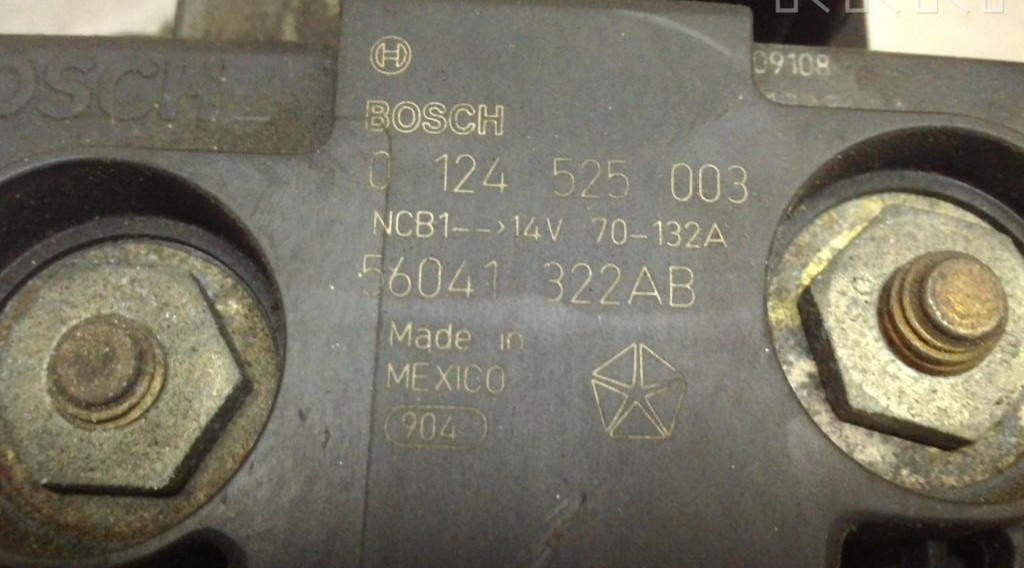 BOSCH
09108
BOSCH
0 124 525 003
NCB1-->14V 70-132A
56041 322AB
Made in
MEXICO
904